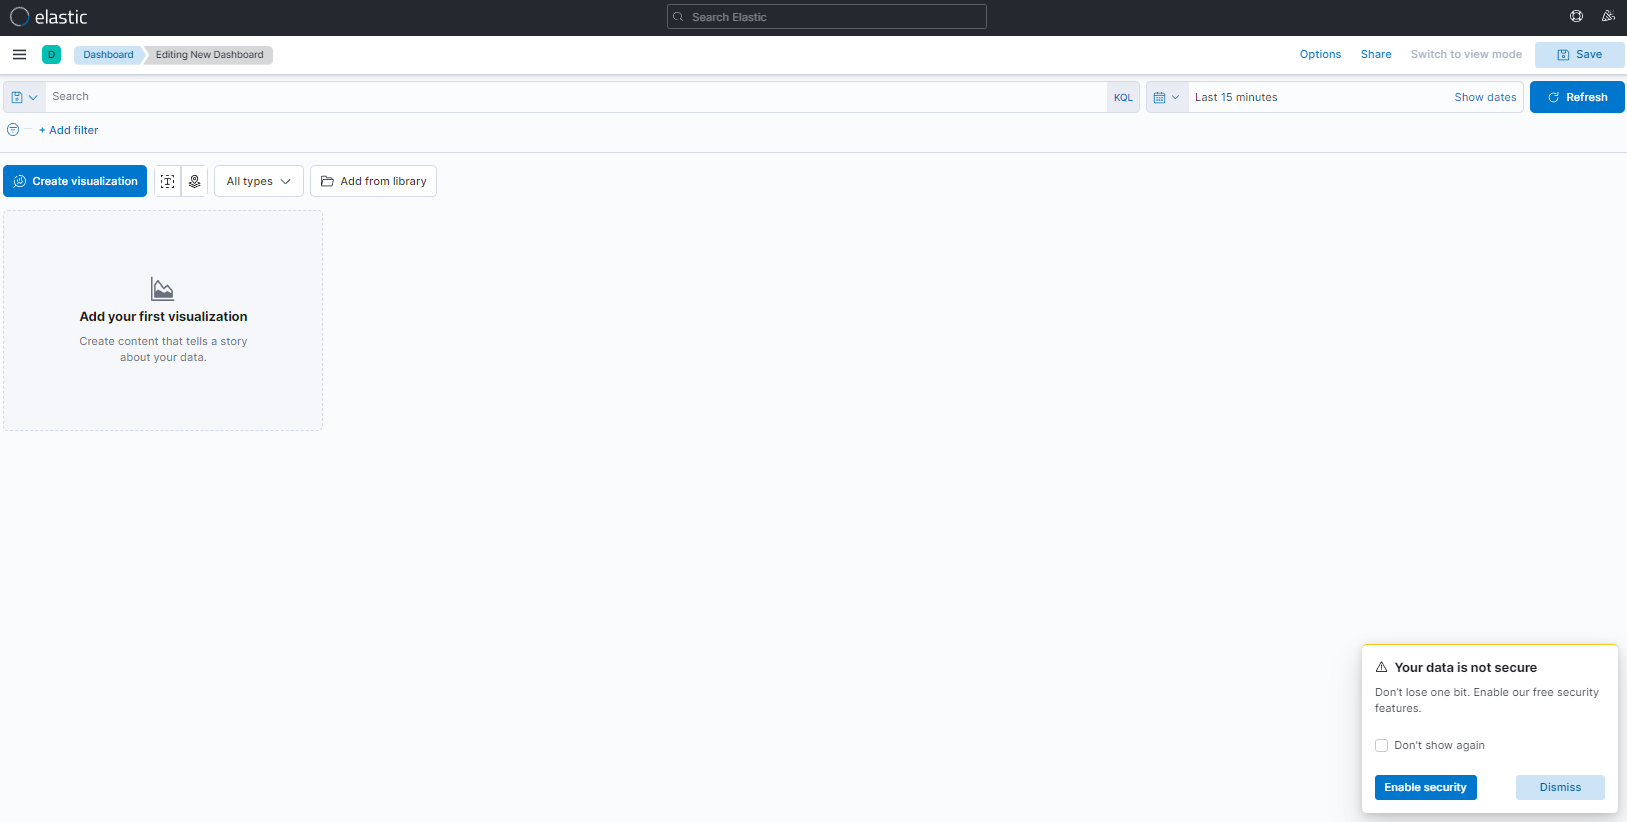 elastic
Search Elastic
D
Dashboard
Editing New Dashboard
Options
Share
Switch to view mode
Save
Search
KQL
Last 15 minutes
Show dates
Refresh
+ Add filter
Create visualization
T
All types
Add from library
Add your first visualization
Create content that tells a story
about your data.
Your data is not secure
Don't lose one bit. Enable our free security
features.
Don't show again
Enable security
Dismiss